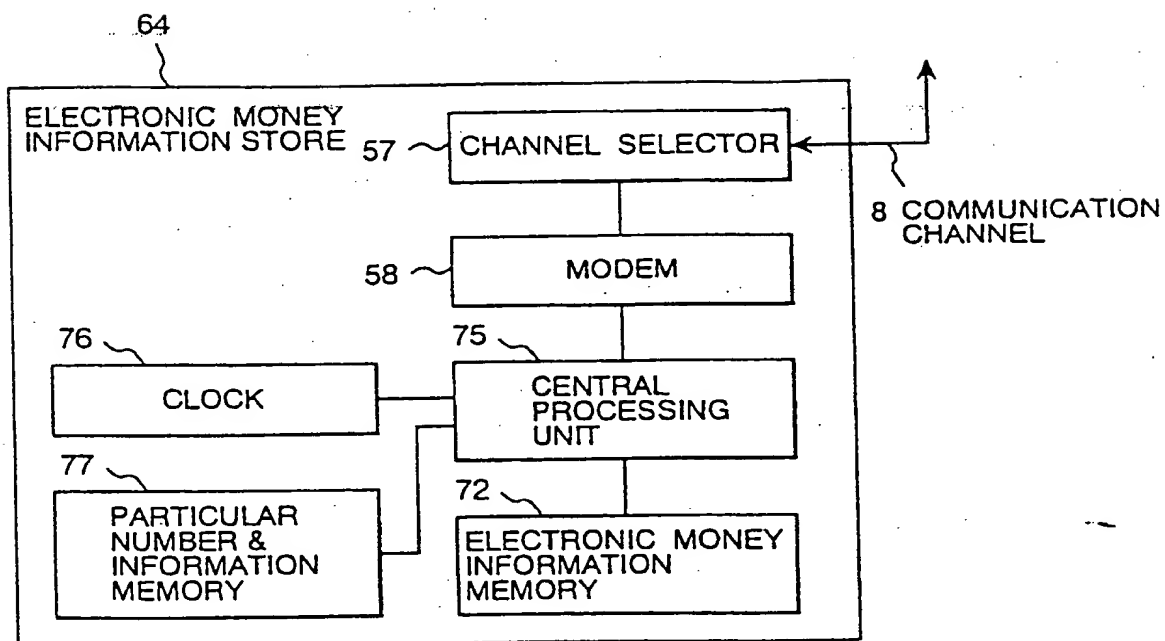 64
ELECTRONIC MONEY
INFORMATION STORE
57
CHANNEL SELECTOR
8 COMMUNICATION
CHANNEL
58
MODEM
76
CLOCK
75
CENTRAL
PROCESSING
UNIT
77
PARTICULAR
NUMBER &
INFORMATION
MEMORY
72
ELECTRONIC MONEY
INFORMATION
MEMORY